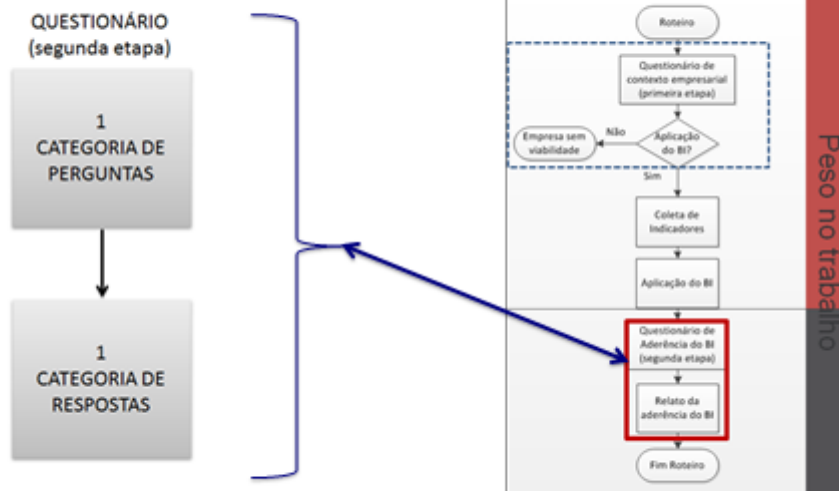 QUESTIONÁRIO
(segunda etapa)
1
CATEGORIA DE
PERGUNTAS
1
CATEGORIA DE
RESPOSTAS
Roteiro
Questionário de
contexto empresarial
(primeira etapa)
Aplicação
do BI?
Não
Empresa sem
viabilidade
Sim
Coleta de
Indicadores
Aplicação do BI
Questionário de
Aderência do BI
(segunda etapa)
Relato da
aderência do BI
Fim Roteiro
Peso no trabalho